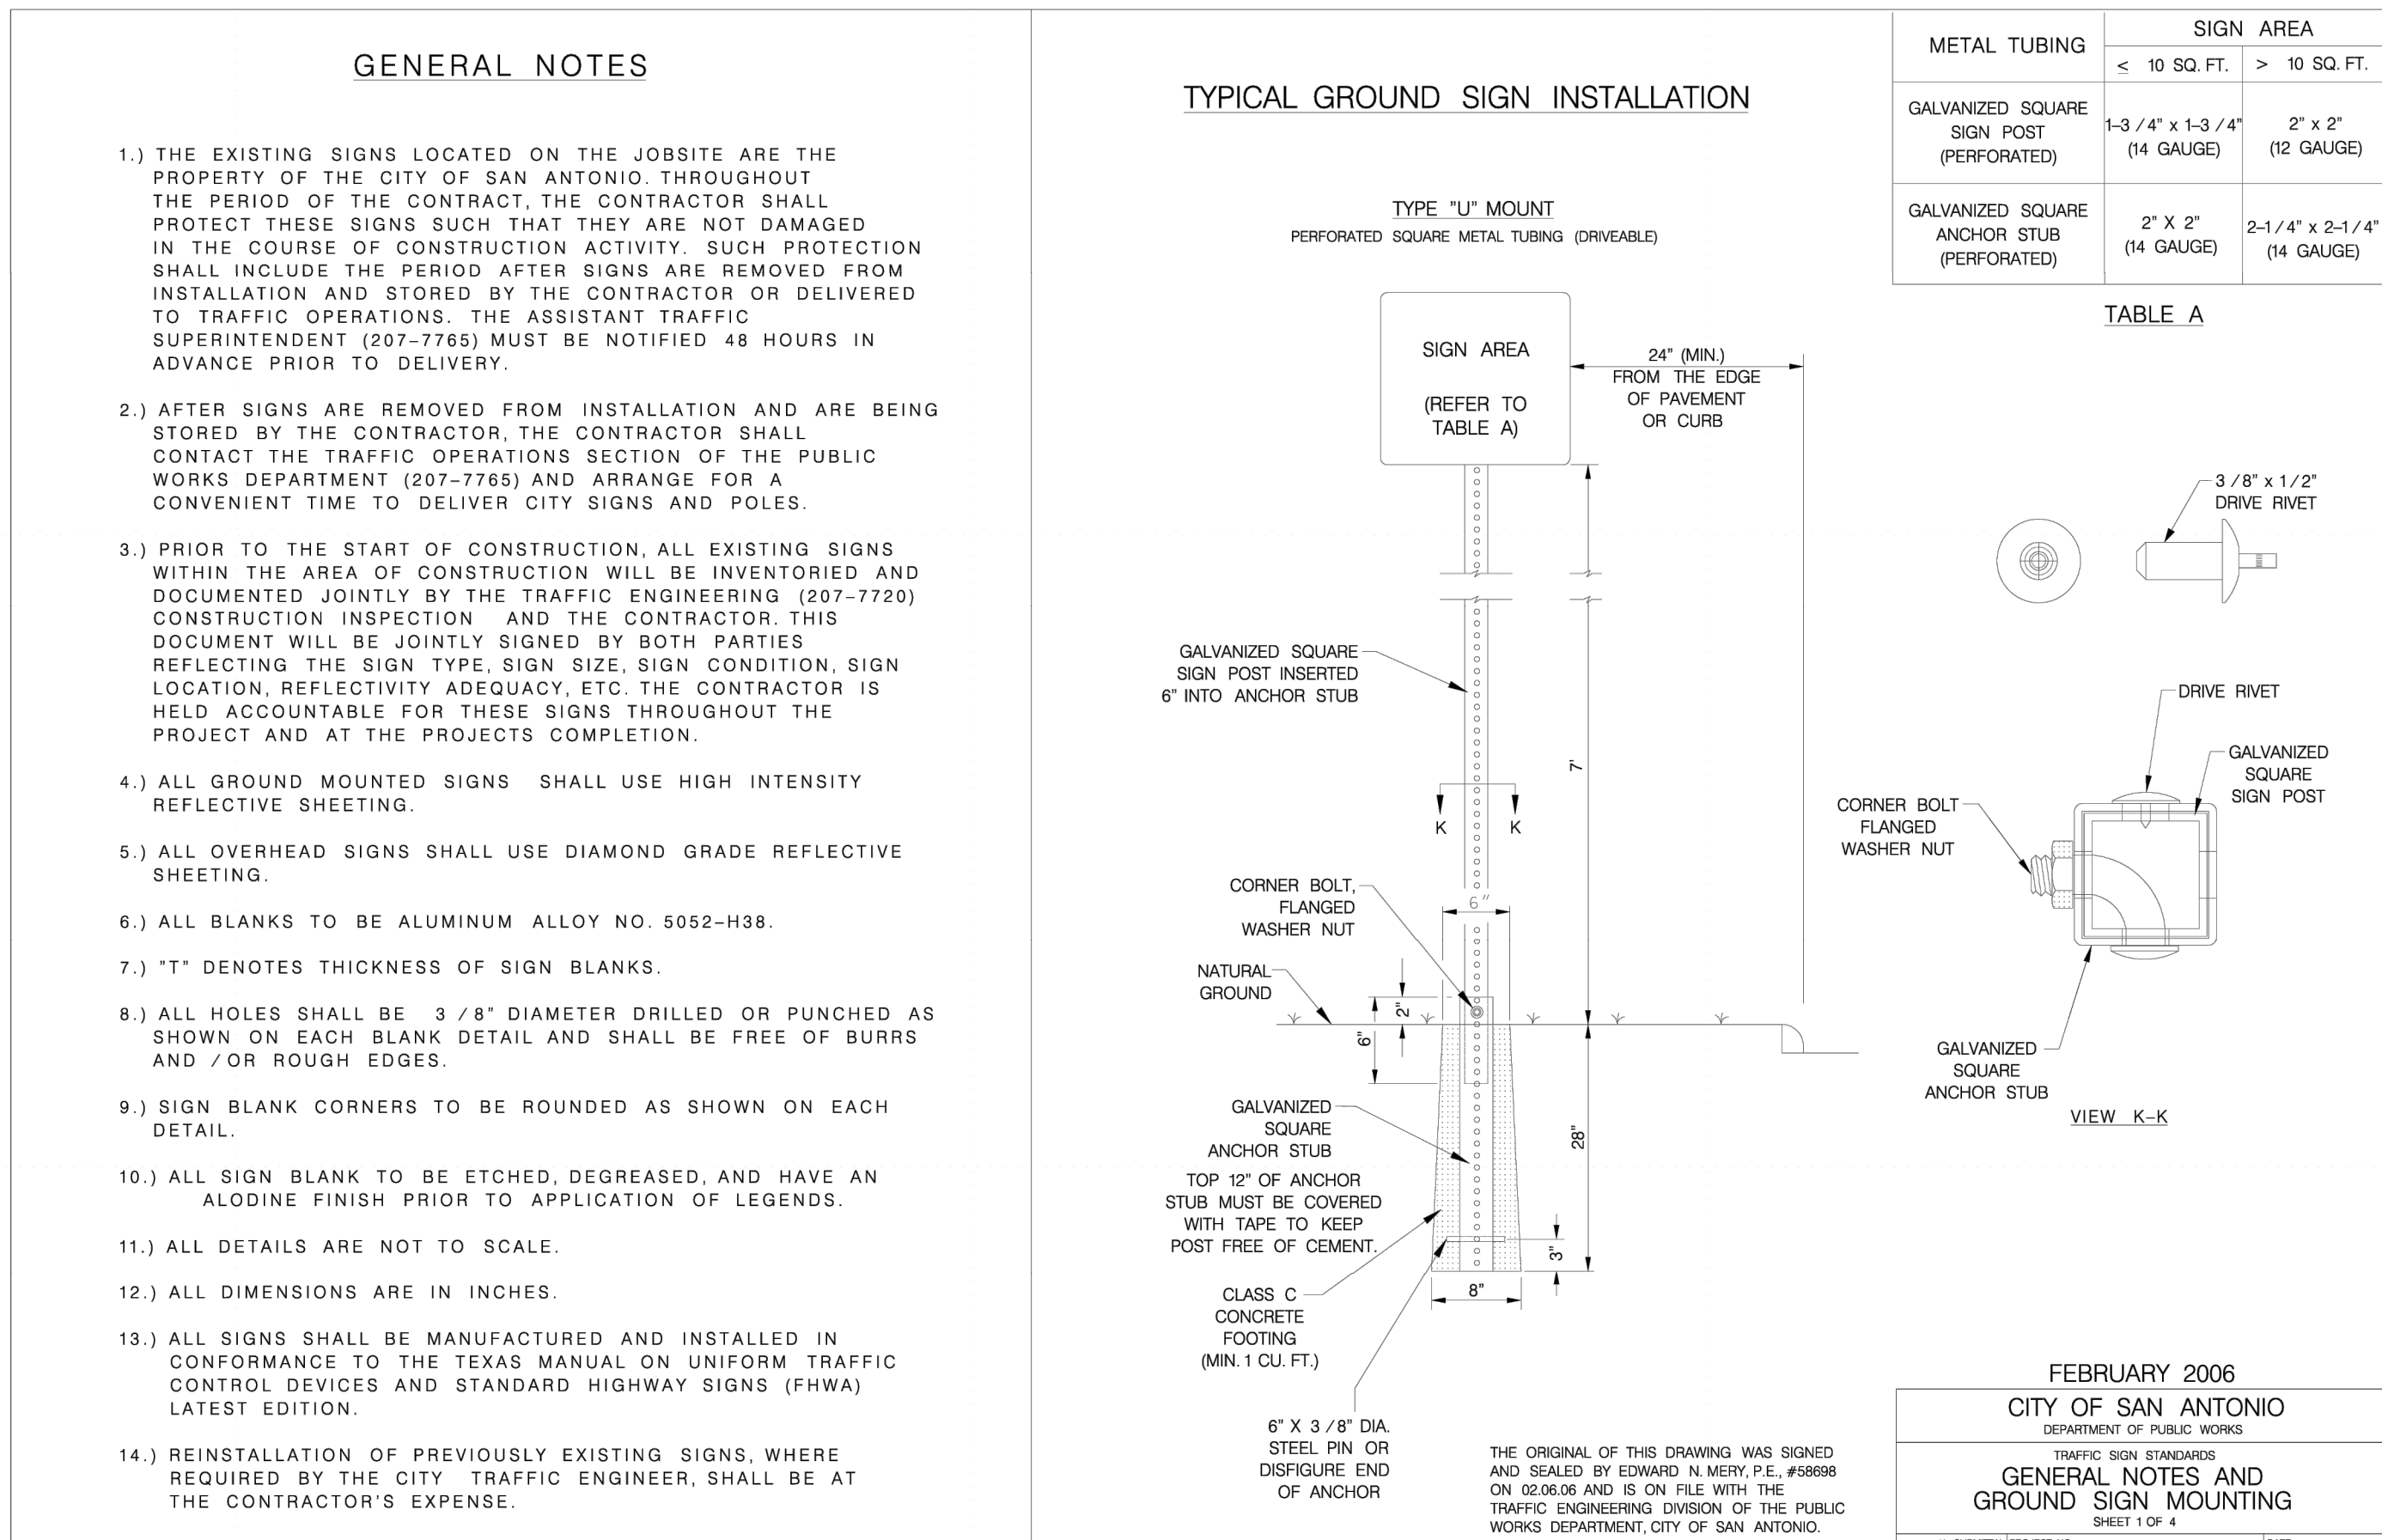 GENERAL NOTES
1.) THE EXISTING SIGNS LOCATED ON THE JOBSITE ARE THE
PROPERTY OF THE CITY OF SAN ANTONIO. THROUGHOUT
THE PERIOD OF THE CONTRACT, THE CONTRACTOR SHALL
PROTECT THESE SIGNS SUCH THAT THEY ARE NOT DAMAGED
IN THE COURSE OF CONSTRUCTION ACTIVITY. SUCH PROTECTION
SHALL INCLUDE THE PERIOD AFTER SIGNS ARE REMOVED FROM
INSTALLATION AND STORED BY THE CONTRACTOR OR DELIVERED
TO TRAFFIC OPERATIONS. THE ASSISTANT TRAFFIC
SUPERINTENDENT (207-7765) MUST BE NOTIFIED 48 HOURS IN
ADVANCE PRIOR TO DELIVERY.
2.) AFTER SIGNS ARE REMOVED FROM INSTALLATION AND ARE BEING
STORED BY THE CONTRACTOR, THE CONTRACTOR SHALL
CONTACT THE TRAFFIC OPERATIONS SECTION OF THE PUBLIC
WORKS DEPARTMENT (207-7765) AND ARRANGE FOR A
CONVENIENT TIME TO DELIVER CITY SIGNS AND POLES.
3.) PRIOR TO THE START OF CONSTRUCTION, ALL EXISTING SIGNS
WITHIN THE AREA OF CONSTRUCTION WILL BE INVENTORIED AND
DOCUMENTED JOINTLY BY THE TRAFFIC ENGINEERING (207-7720)
CONSTRUCTION INSPECTION AND THE CONTRACTOR. THIS
DOCUMENT WILL BE JOINTLY SIGNED BY BOTH PARTIES
REFLECTING THE SIGN TYPE, SIGN SIZE, SIGN CONDITION, SIGN
LOCATION, REFLECTIVITY ADEQUACY, ETC. THE CONTRACTOR IS
HELD ACCOUNTABLE FOR THESE SIGNS THROUGHOUT THE
PROJECT AND AT THE PROJECTS COMPLETION.
4.) ALL GROUND MOUNTED SIGNS SHALL USE HIGH INTENSITY
REFLECTIVE SHEETING.
5.) ALL OVERHEAD SIGNS SHALL USE DIAMOND GRADE REFLECTIVE
SHEETING.
6.) ALL BLANKS TO BE ALUMINUM ALLOY NO. 5052-H38.
7.) "T" DENOTES THICKNESS OF SIGN BLANKS.
8.) ALL HOLES SHALL BE 3 /8" DIAMETER DRILLED OR PUNCHED AS
SHOWN ON EACH BLANK DETAIL AND SHALL BE FREE OF BURRS
AND /OR ROUGH EDGES.
9.) SIGN BLANK CORNERS TO BE ROUNDED AS SHOWN ON EACH
DETAIL.
10.) ALL SIGN BLANK TO BE ETCHED, DEGREASED, AND HAVE AN
ALODINE FINISH PRIOR TO APPLICATION OF LEGENDS.
11.) ALL DETAILS ARE NOT TO SCALE.
12.) ALL DIMENSIONS ARE IN INCHES.
13.) ALL SIGNS SHALL BE MANUFACTURED AND INSTALLED IN
CONFORMANCE TO THE TEXAS MANUAL ON UNIFORM TRAFFIC
CONTROL DEVICES AND STANDARD HIGHWAY SIGNS (FHWA)
LATEST EDITION.
14.) REINSTALLATION OF PREVIOUSLY EXISTING SIGNS, WHERE
REQUIRED BY THE CITY TRAFFIC ENGINEER, SHALL BE AT
THE CONTRACTOR'S EXPENSE.
TYPICAL GROUND SIGN INSTALLATION
TYPE "U" MOUNT
PERFORATED SQUARE METAL TUBING (DRIVEABLE)
SIGN AREA
(REFER TO
TABLE A)
24" (MIN.)
FROM THE EDGE
OF PAVEMENT
OR CURB
GALVANIZED SQUARE
SIGN POST INSERTED
6" INTO ANCHOR STUB
7'
K K
CORNER BOLT,
FLANGED
WASHER NUT
6"
NATURAL
GROUND
2"
6"
GALVANIZED
SQUARE
ANCHOR STUB
28"
TOP 12" OF ANCHOR
STUB MUST BE COVERED
WITH TAPE TO KEEP
POST FREE OF CEMENT.
3"
8"
CLASS C
CONCRETE
FOOTING
(MIN. 1 CU. FT.)
6" X 3 /8" DIA.
STEEL PIN OR
DISFIGURE END
OF ANCHOR
THE ORIGINAL OF THIS DRAWING WAS SIGNED
AND SEALED BY EDWARD N. MERY, P.E., #58698
ON 02.06.06 AND IS ON FILE WITH THE
TRAFFIC ENGINEERING DIVISION OF THE PUBLIC
WORKS DEPARTMENT, CITY OF SAN ANTONIO.
METAL TUBING
SIGN AREA
≤ 10 SQ. FT. > 10 SQ. FT.
GALVANIZED SQUARE
SIGN POST
(PERFORATED)
1-3 /4" x 1-3 /4"
(14 GAUGE)
2" x 2"
(12 GAUGE)
GALVANIZED SQUARE
ANCHOR STUB
(PERFORATED)
2" X 2"
(14 GAUGE)
2-1/4" x 2-1/4"
(14 GAUGE)
TABLE A
3 /8" x 1/2"
DRIVE RIVET
DRIVE RIVET
GALVANIZED
SQUARE
SIGN POST
CORNER BOLT
FLANGED
WASHER NUT
GALVANIZED
SQUARE
ANCHOR STUB
VIEW K-K
FEBRUARY 2006
CITY OF SAN ANTONIO
DEPARTMENT OF PUBLIC WORKS
TRAFFIC SIGN STANDARDS
GENERAL NOTES AND
GROUND SIGN MOUNTING
SHEET 1 OF 4